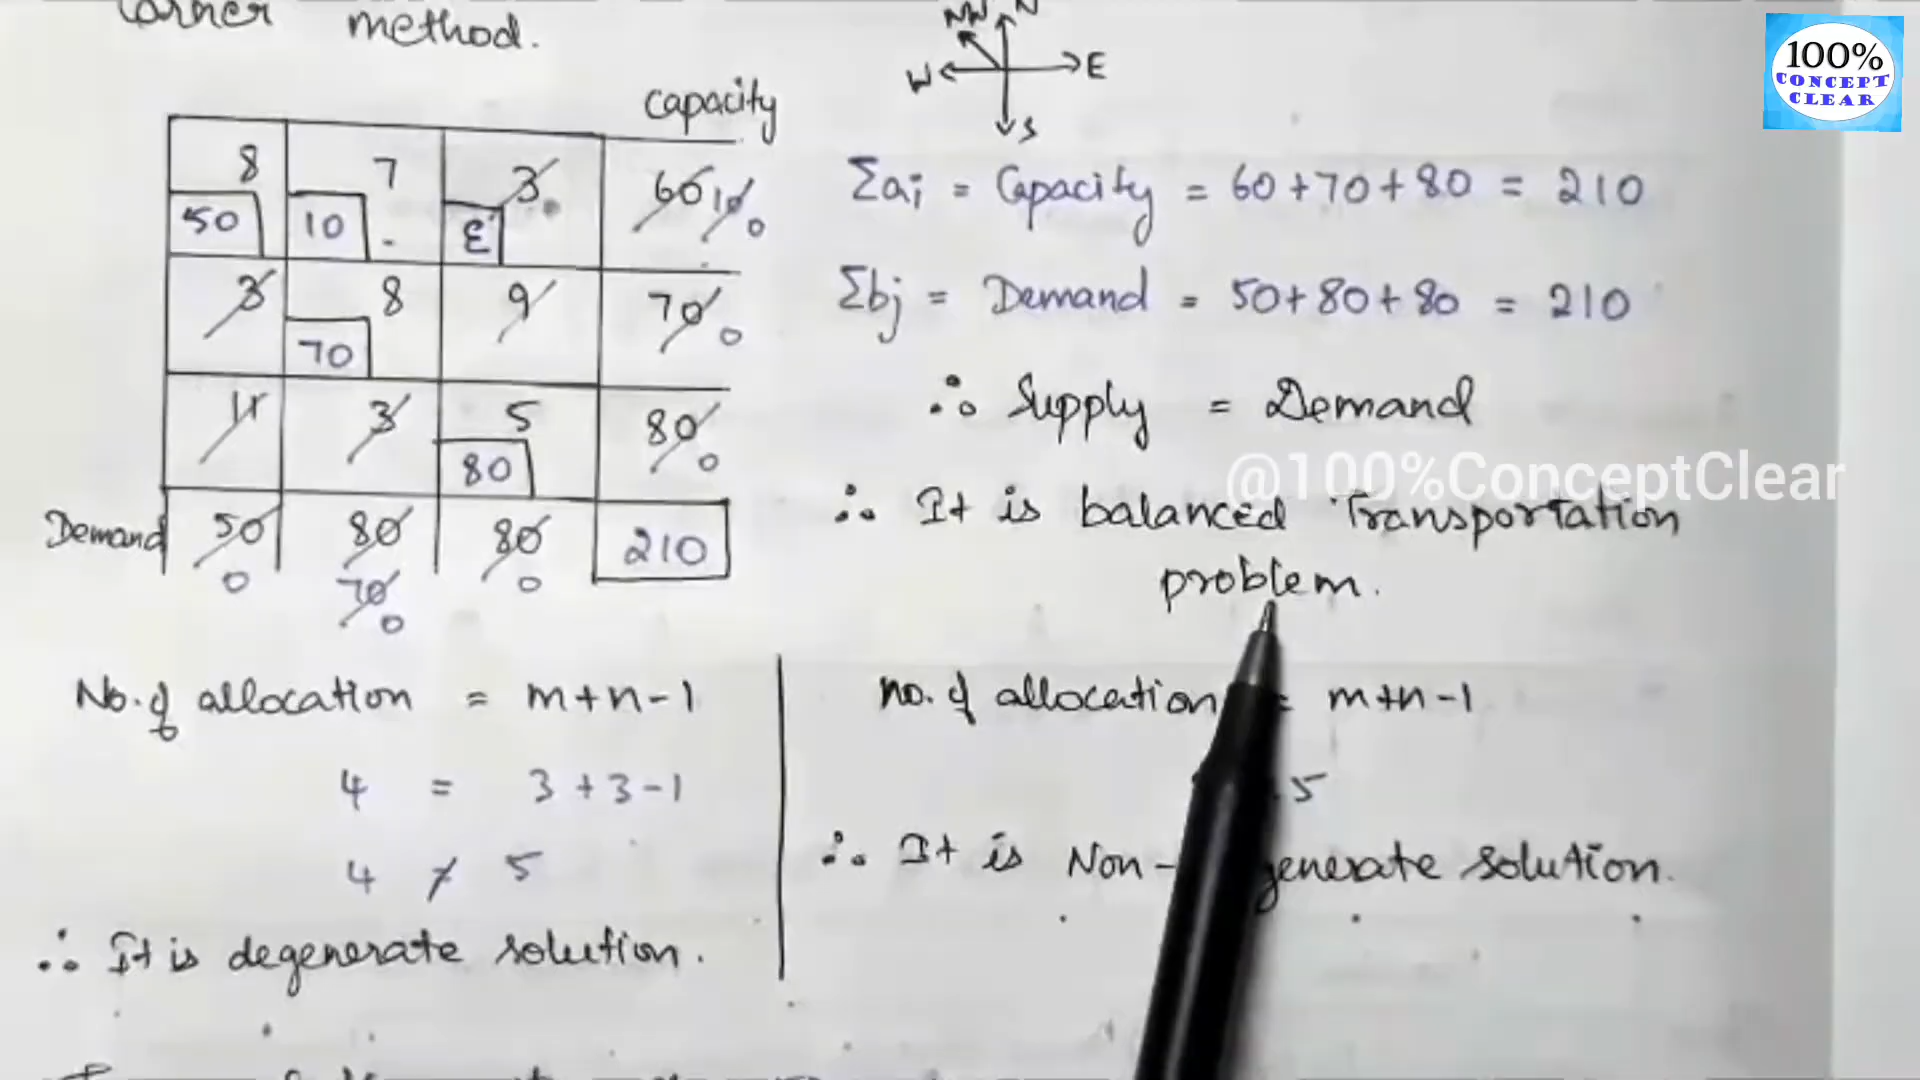 corner method.
NW N
W E
S
100%
CONCEPT
CLEAR
capacity
8 7 3 60 10 0
50 10 ε
3 8 9 70 0
70
11 3 5 80 0
80
Demand 50 80 80 210
0 70 0
0
Σai = Capacity = 60+70+80 = 210
Σbj = Demand = 50+80+80 = 210
∴ Supply = Demand
@100%ConceptClear
∴ It is balanced Transportation
problem.
No. of allocation = m+n-1
4 = 3+3-1
4 ≠ 5
∴ It is degenerate solution.
no. of allocation = m+n-1
5
∴ It is Non- generate solution.